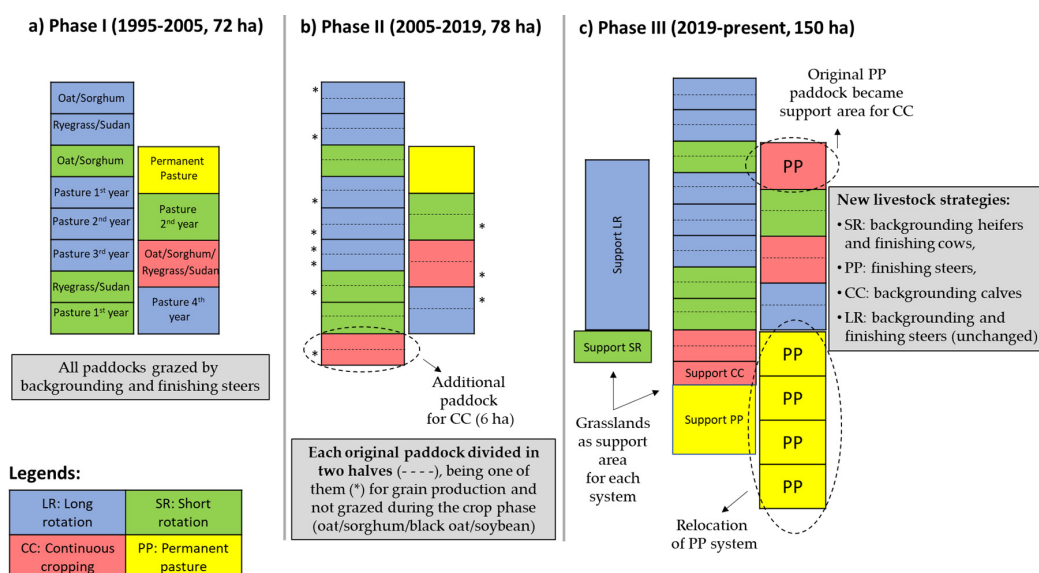 a) Phase I (1995-2005, 72 ha)
Oat/Sorghum
Ryegrass/Sudan
Oat/Sorghum
Pasture 1st year
Pasture 2nd year
Pasture 3rd year
Ryegrass/Sudan
Pasture 1st year
Permanent
Pasture
Pasture
2nd year
Oat/Sorghum/
Ryegrass/Sudan
Pasture 4th
year
All paddocks grazed by
backgrounding and finishing steers
Legends:
LR: Long
rotation
SR: Short
rotation
CC: Continuous
cropping
PP: Permanent
pasture
b) Phase II (2005-2019, 78 ha)
*
*
*
*
*
*
*
*
*
*
*
Additional
paddock
for CC (6 ha)
Each original paddock divided in
two halves (- - - -), being one of
them (*) for grain production and
not grazed during the crop phase
(oat/sorghum/black oat/soybean)
c) Phase III (2019-present, 150 ha)
Original PP
paddock became
support area for CC
Support LR
Support SR
Support CC
Support PP
PP
PP
PP
PP
PP
Grasslands
as support
area
for each
system
Relocation
of PP system
New livestock strategies:
• SR: backgrounding heifers
and finishing cows,
• PP: finishing steers,
• CC: backgrounding calves
• LR: backgrounding and
finishing steers (unchanged)